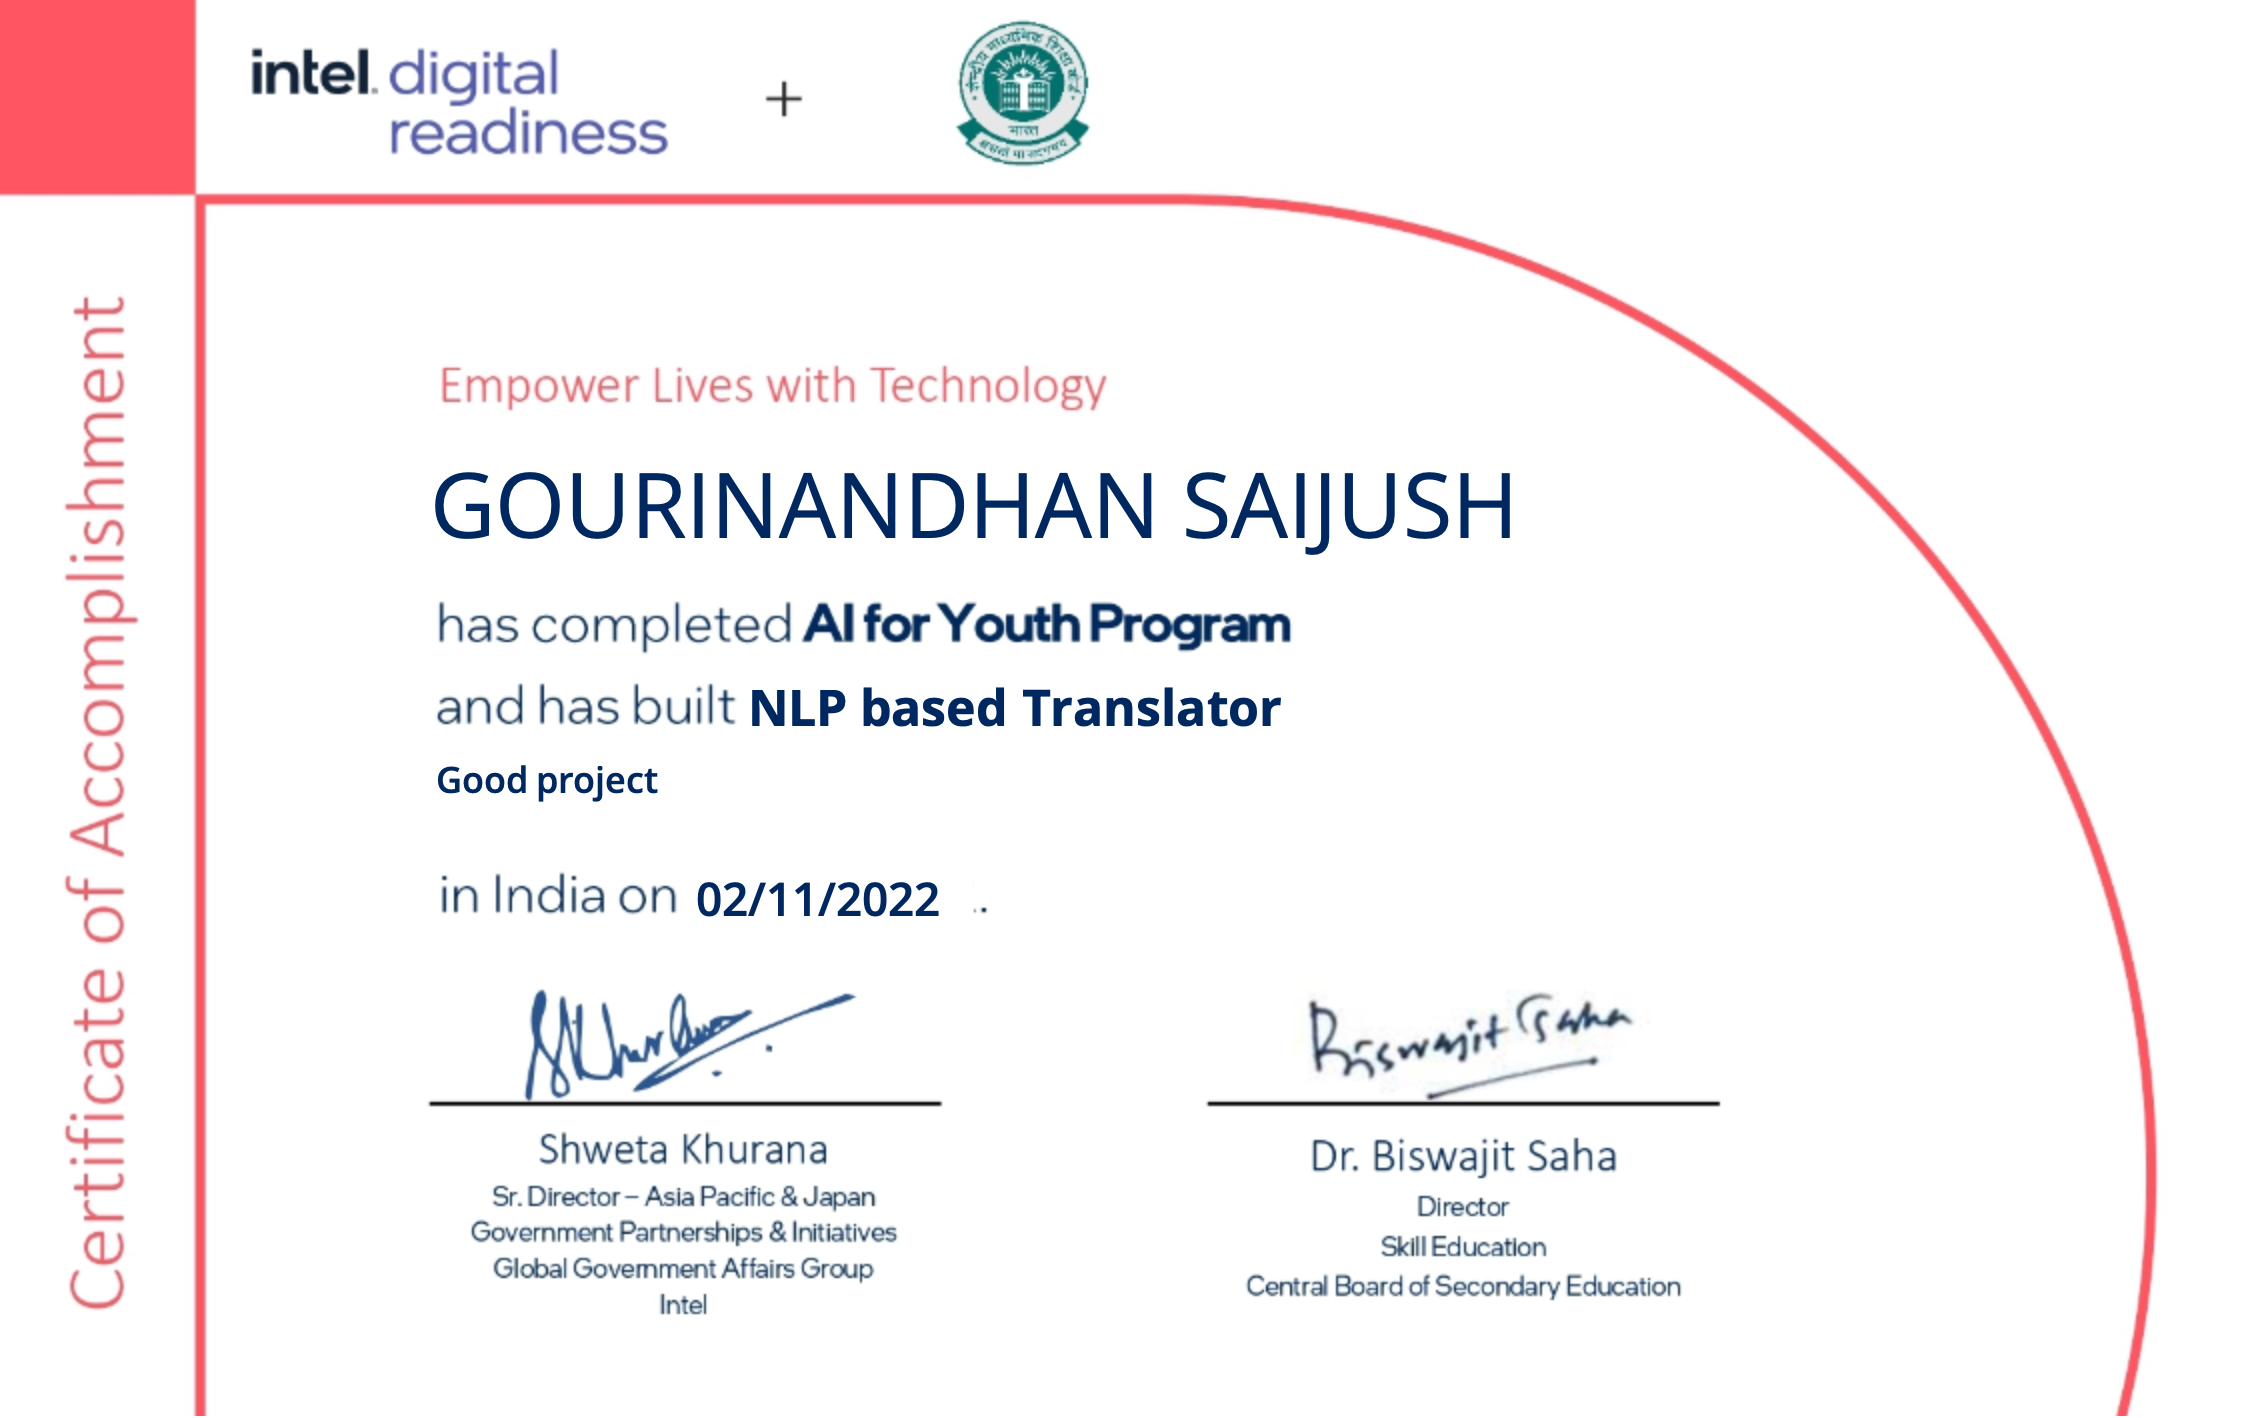 intel. digital
readiness
+
केन्द्रीय माध्यमिक शिक्षा बोर्ड
भारत
Certificate of Accomplishment
Empower Lives with Technology
GOURINANDHAN SAIJUSH
has completed AI for Youth Program
and has built NLP based Translator
Good project
in India on 02/11/2022 .
Shweta Khurana
Sr. Director – Asia Pacific & Japan
Government Partnerships & Initiatives
Global Government Affairs Group
Intel
Biswajit Saha
Dr. Biswajit Saha
Director
Skill Education
Central Board of Secondary Education